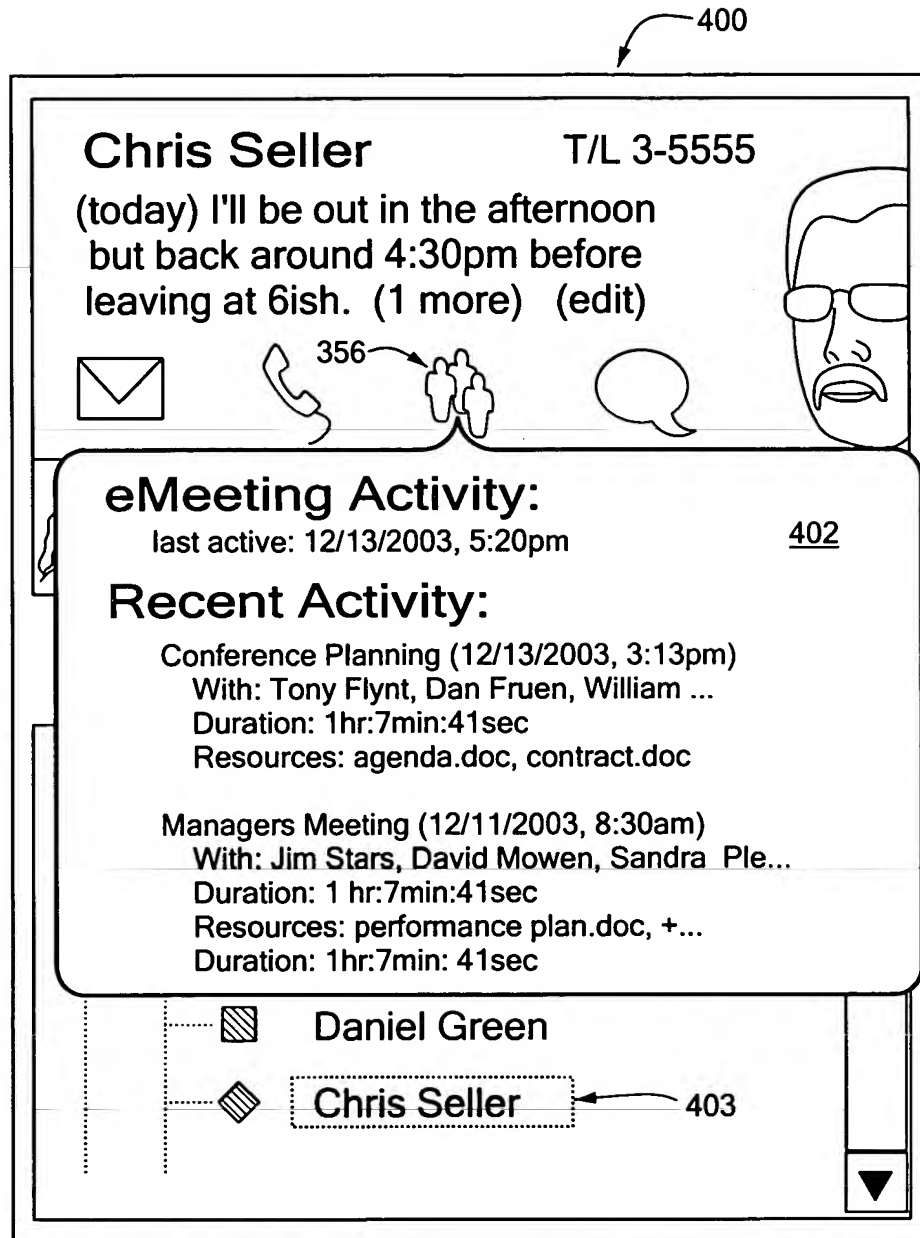 400
Chris Seller T/L 3-5555
(today) I'll be out in the afternoon
but back around 4:30pm before
leaving at 6ish. (1 more) (edit)
356
eMeeting Activity:
last active: 12/13/2003, 5:20pm 402
Recent Activity:
Conference Planning (12/13/2003, 3:13pm)
With: Tony Flynt, Dan Fruen, William ...
Duration: 1hr:7min:41sec
Resources: agenda.doc, contract.doc
Managers Meeting (12/11/2003, 8:30am)
With: Jim Stars, David Mowen, Sandra Ple...
Duration: 1 hr:7min:41sec
Resources: performance plan.doc, +...
Duration: 1hr:7min: 41sec
Daniel Green
Chris Seller 403